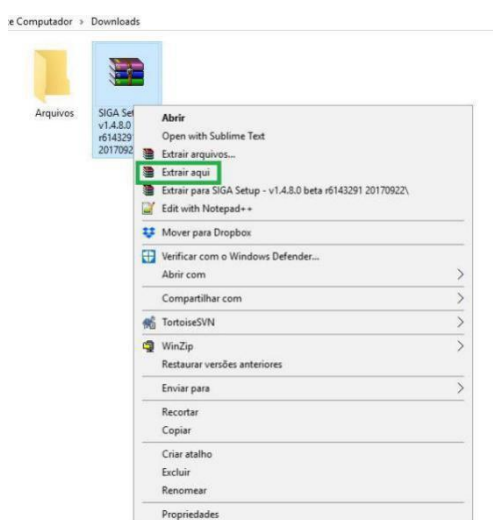 e Computador > Downloads
Arquivos
SIGA Set
v1.4.8.0
r6143291
20170922
Abrir
Open with Sublime Text
Extrair arquivos...
Extrair aqui
Extrair para SIGA Setup - v1.4.8.0 beta r6143291 20170922\
Edit with Notepad++
Mover para Dropbox
Verificar com o Windows Defender...
Abrir com
Compartilhar com
TortoiseSVN
WinZip
Restaurar versões anteriores
Enviar para
Recortar
Copiar
Criar atalho
Excluir
Renomear
Propriedades